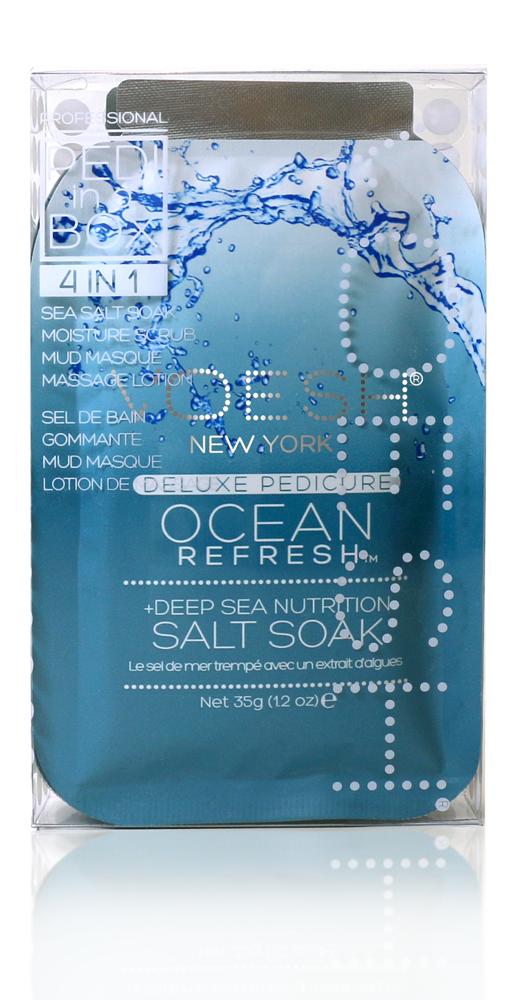 PROFESSIONAL
PEDI
in
BOX
4 IN 1
SEA SALT SOAK
MOISTURE SCRUB
MUD MASQUE
MASSAGE LOTION
SEL DE BAIN
GOMMANTE
MUD MASQUE
LOTION DE MASSAGE
VOESH®
NEW YORK
DELUXE PEDICURE
OCEAN
REFRESH™
+DEEP SEA NUTRITION
SALT SOAK
Le sel de mer trempé avec un extrait d'algues
Net 35g (1.2 oz) ℮
VOESH®